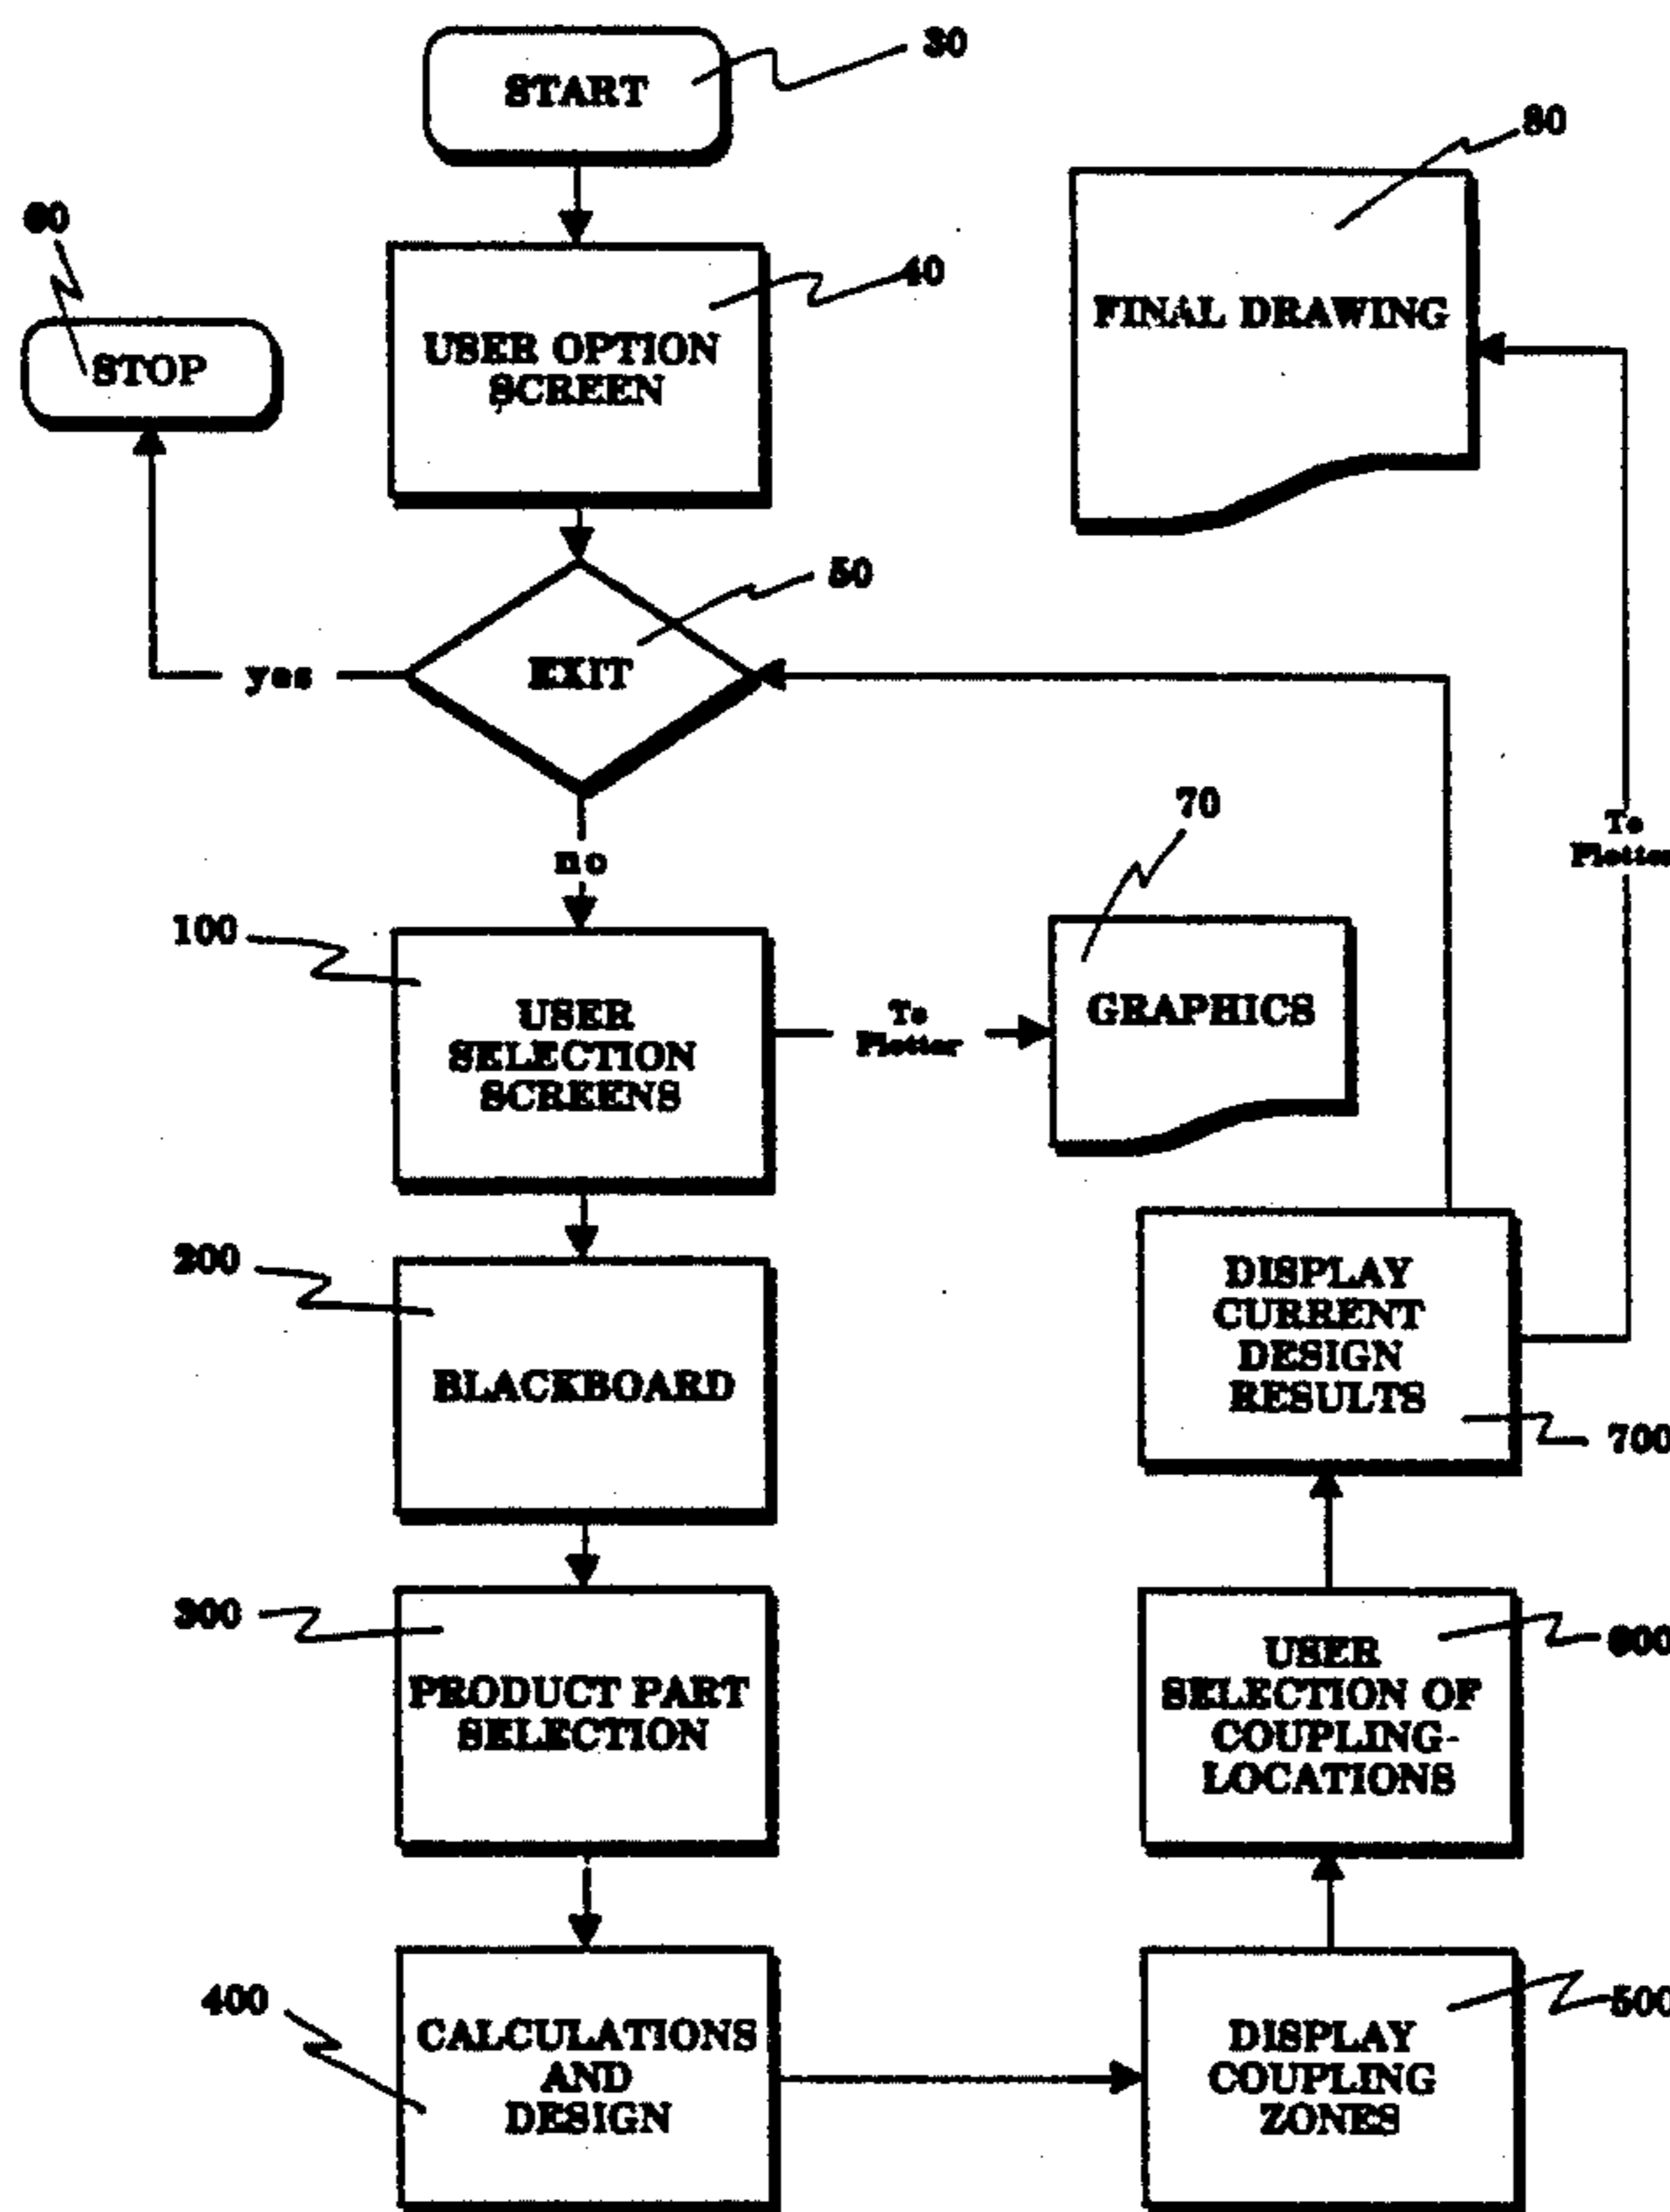 START
30
80
60
USER OPTION
SCREEN
40
FINAL DRAWING
STOP
50
EXIT
yes
no
70
To
Plotter
100
USER
SELECTION
SCREENS
To
Plotter
GRAPHICS
200
BLACKBOARD
DISPLAY
CURRENT
DESIGN
RESULTS
700
300
PRODUCT PART
SELECTION
USER
SELECTION OF
COUPLING-
LOCATIONS
600
400
CALCULATIONS
AND
DESIGN
DISPLAY
COUPLING
ZONES
500